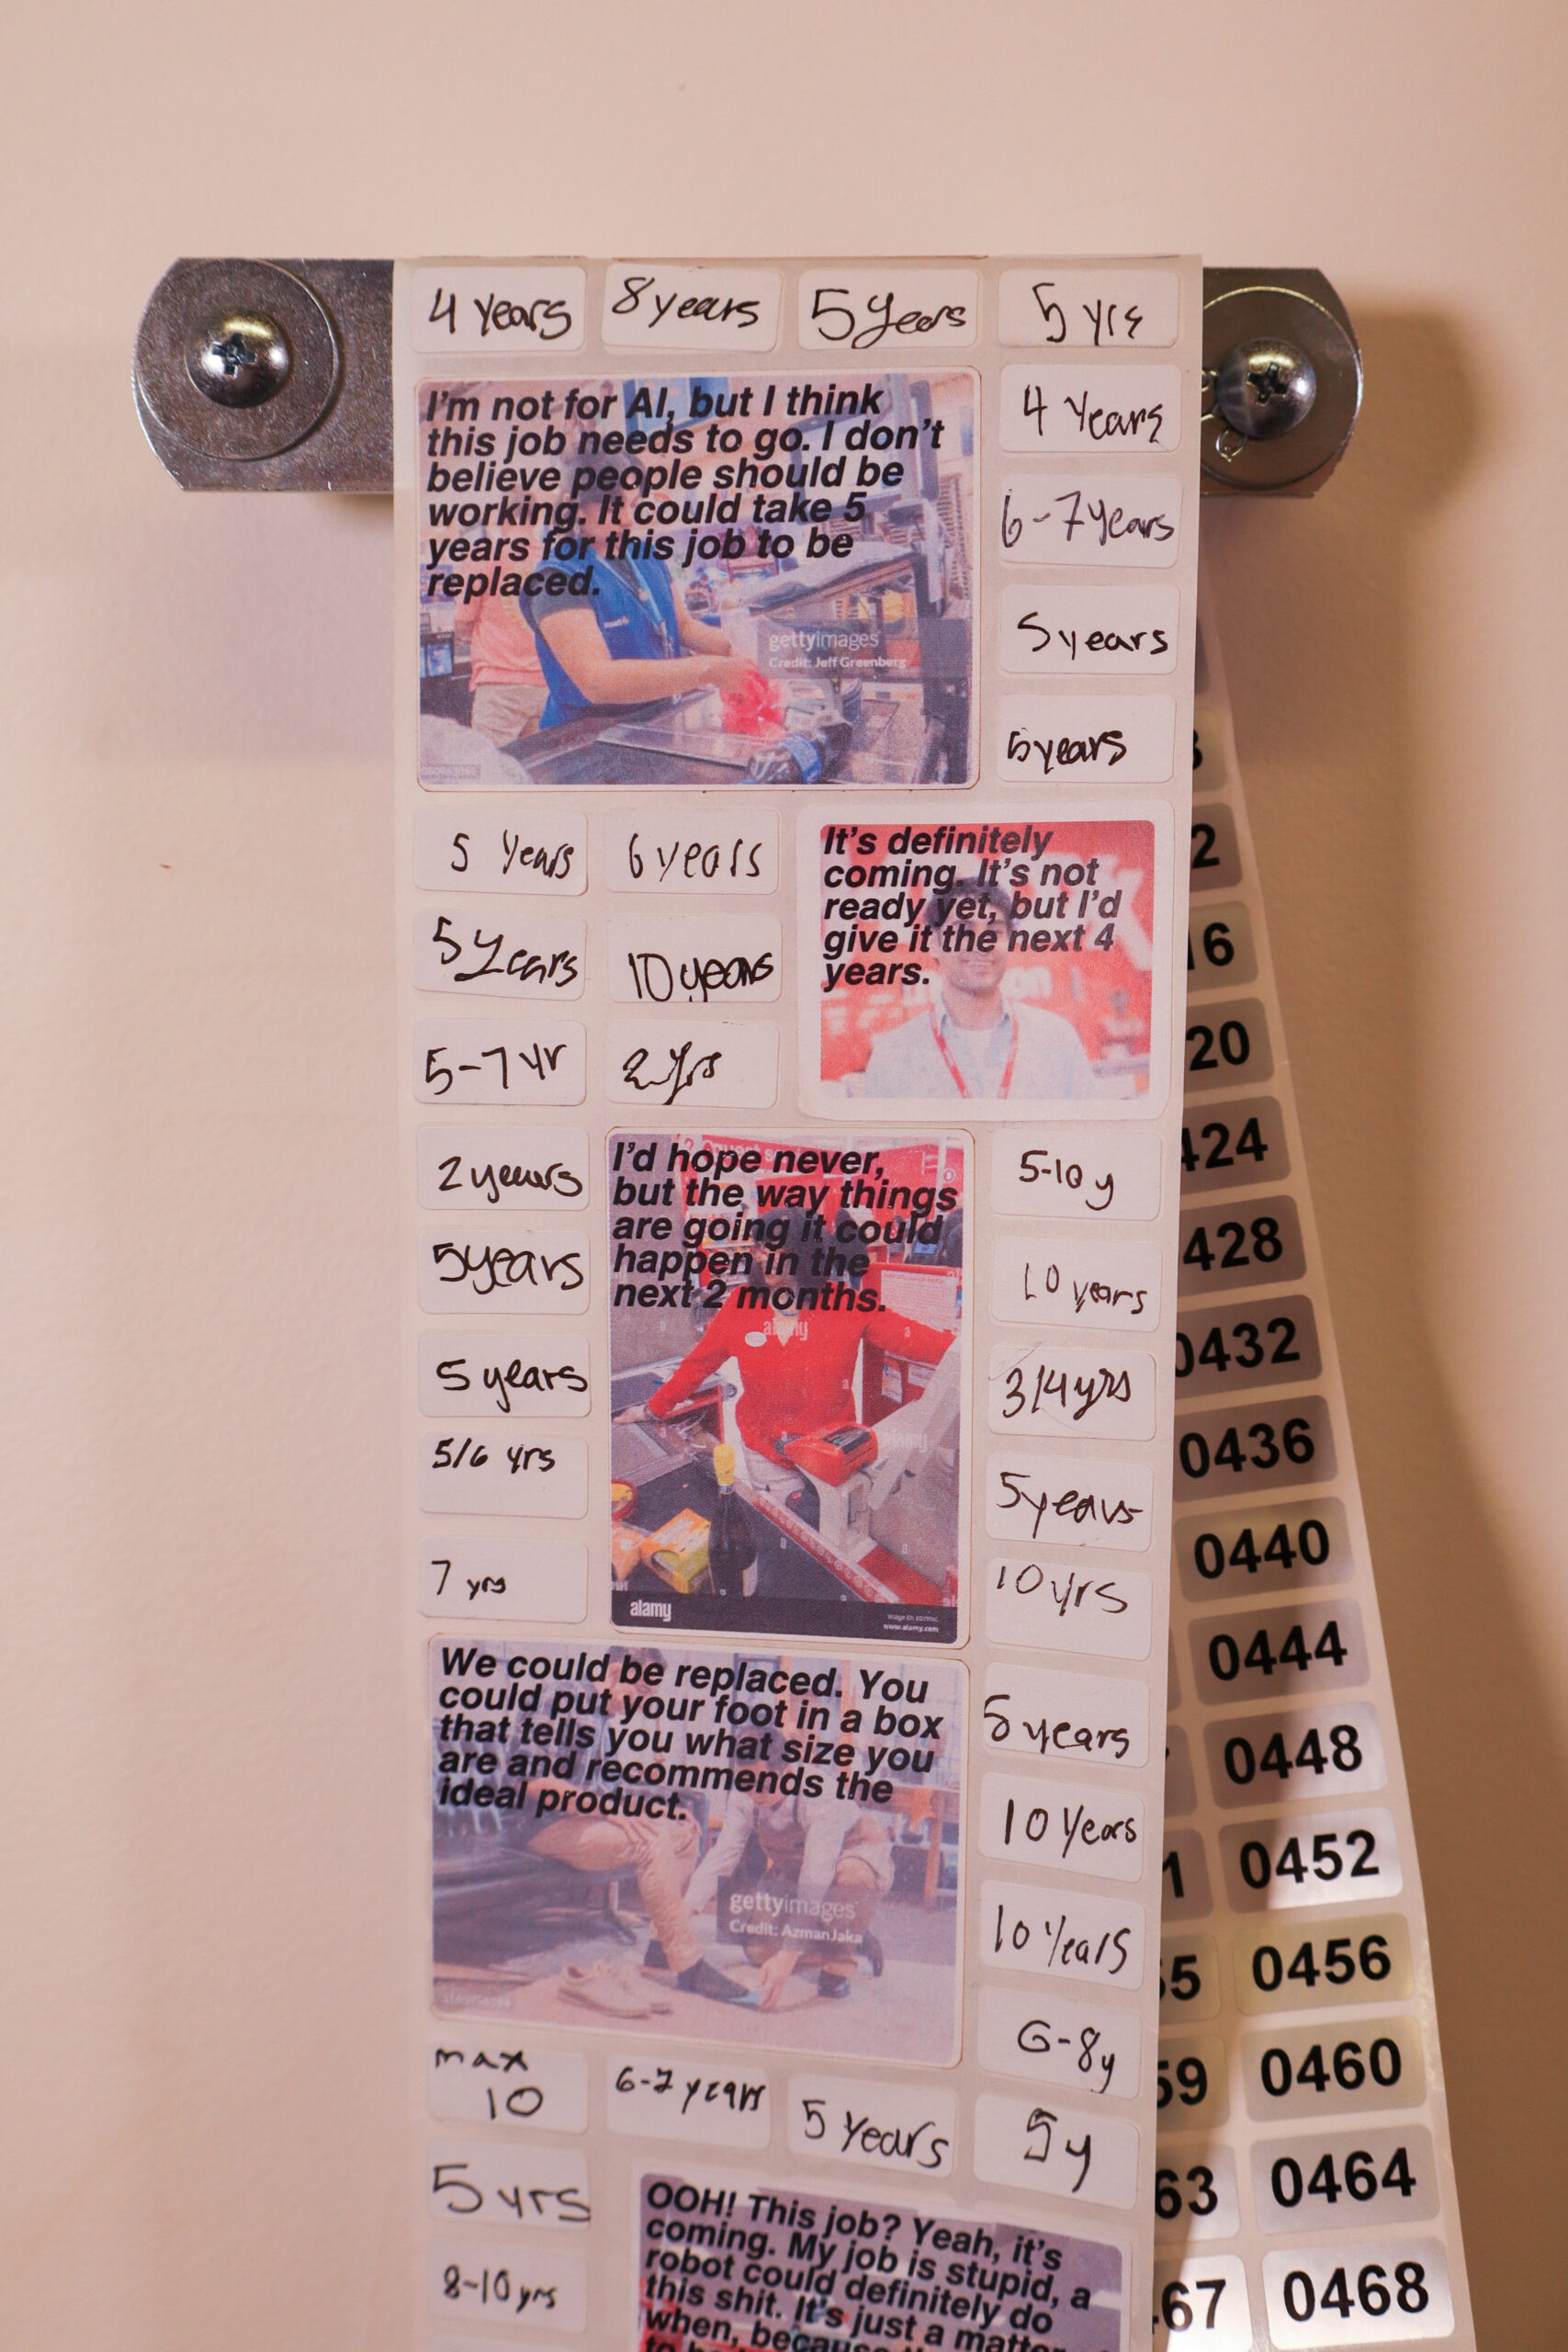 4 years
8 years
5 years
5 yrs
I'm not for AI, but I think
this job needs to go. I don't
believe people should be
working. It could take 5
years for this job to be
replaced.
gettyimages
Credit: Jeff Greenberg
4 Years
6-7 years
5 years
5 years
5 Years
6 years
5 Years
10 years
5-7 yr
2 yrs
It's definitely
coming. It's not
ready yet, but I'd
give it the next 4
years.
2 years
5 years
5 years
5/6 yrs
7 yrs
I'd hope never,
but the way things
are going it could
happen in the
next 2 months.
alamy
alamy
www.alamy.com
5-10 y
10 years
3/4 yrs
5 years
10 yrs
We could be replaced. You
could put your foot in a box
that tells you what size you
are and recommends the
ideal product.
gettyimages
Credit: AzmanJaka
5 years
10 Years
10 Years
6-8 y
max
10
6-7 years
5 Years
5 y
5 yrs
8-10 yrs
OOH! This job? Yeah, it's
coming. My job is stupid, a
robot could definitely do
this shit. It's just a matter
when, because
2
16
20
424
428
0432
0436
0440
0444
0448
0452
0456
0460
0464
0468